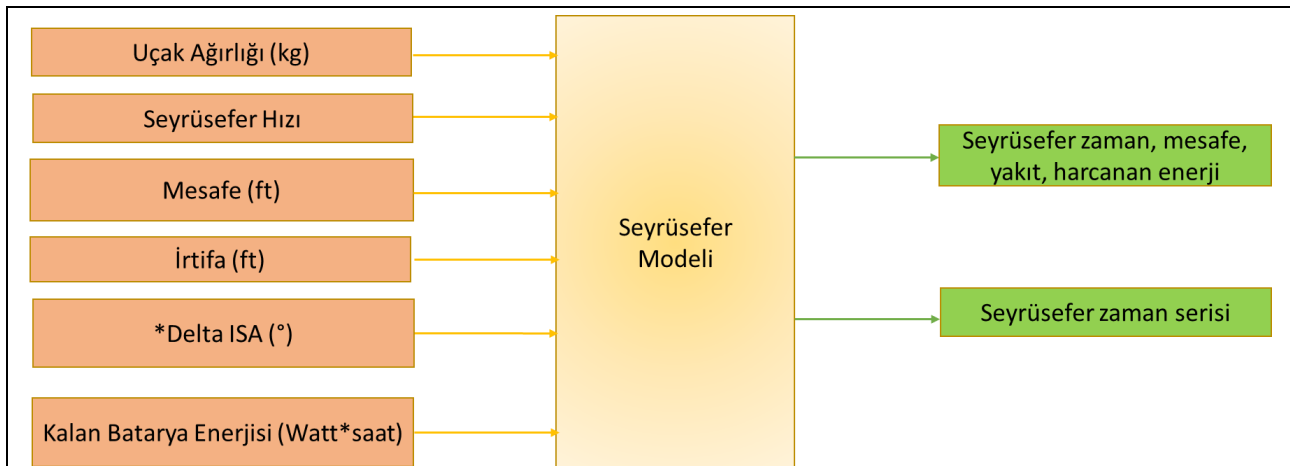 Uçak Ağırlığı (kg)
Seyrüsefer Hızı
Mesafe (ft)
İrtifa (ft)
*Delta ISA (°)
Kalan Batarya Enerjisi (Watt*saat)
Seyrüsefer
Modeli
Seyrüsefer zaman, mesafe,
yakıt, harcanan enerji
Seyrüsefer zaman serisi